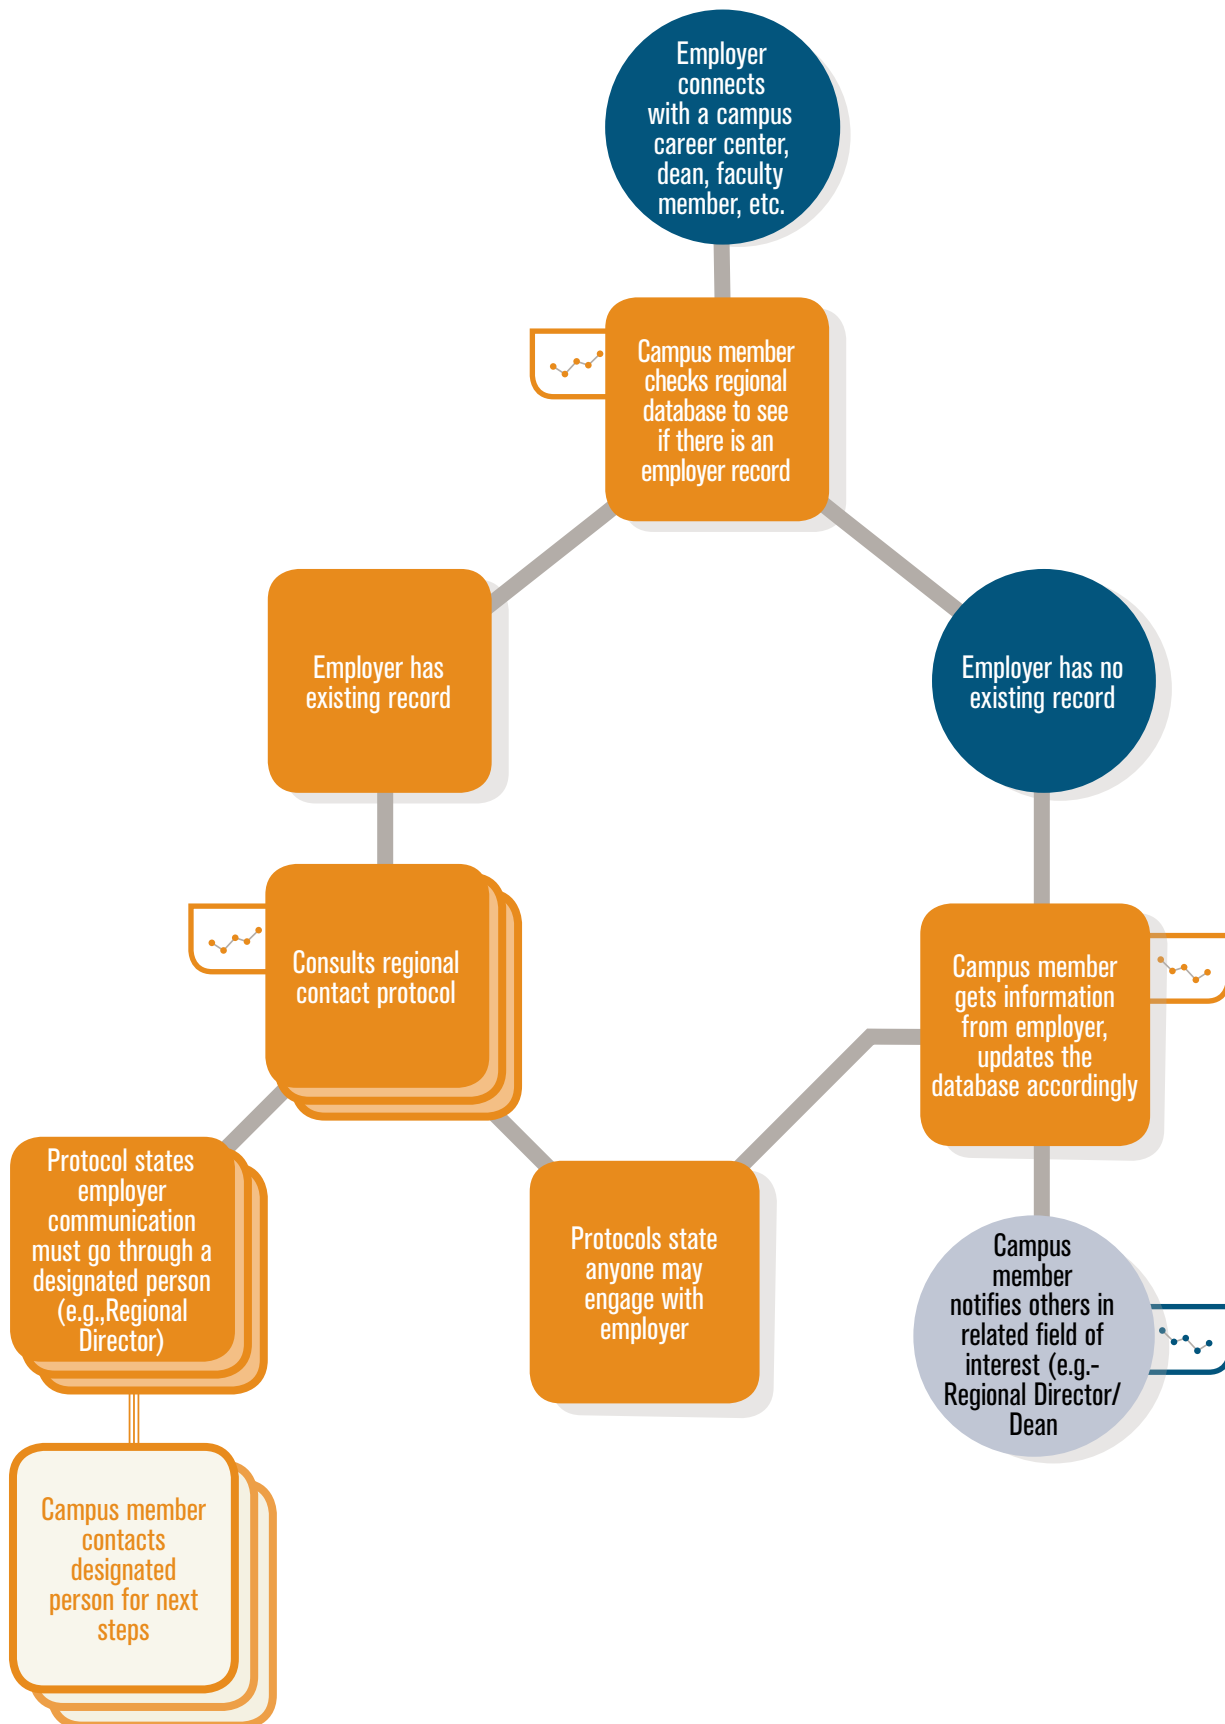 Employer
connects
with a campus
career center,
dean, faculty
member, etc.
Campus member
checks regional
database to see
if there is an
employer record
Employer has
existing record
Employer has no
existing record
Consults regional
contact protocol
Campus member
gets information
from employer,
updates the
database accordingly
Protocol states
employer
communication
must go through a
designated person
(e.g.,Regional
Director)
Protocols state
anyone may
engage with
employer
Campus
member
notifies others in
related field of
interest (e.g.-
Regional Director/
Dean
Campus member
contacts
designated
person for next
steps